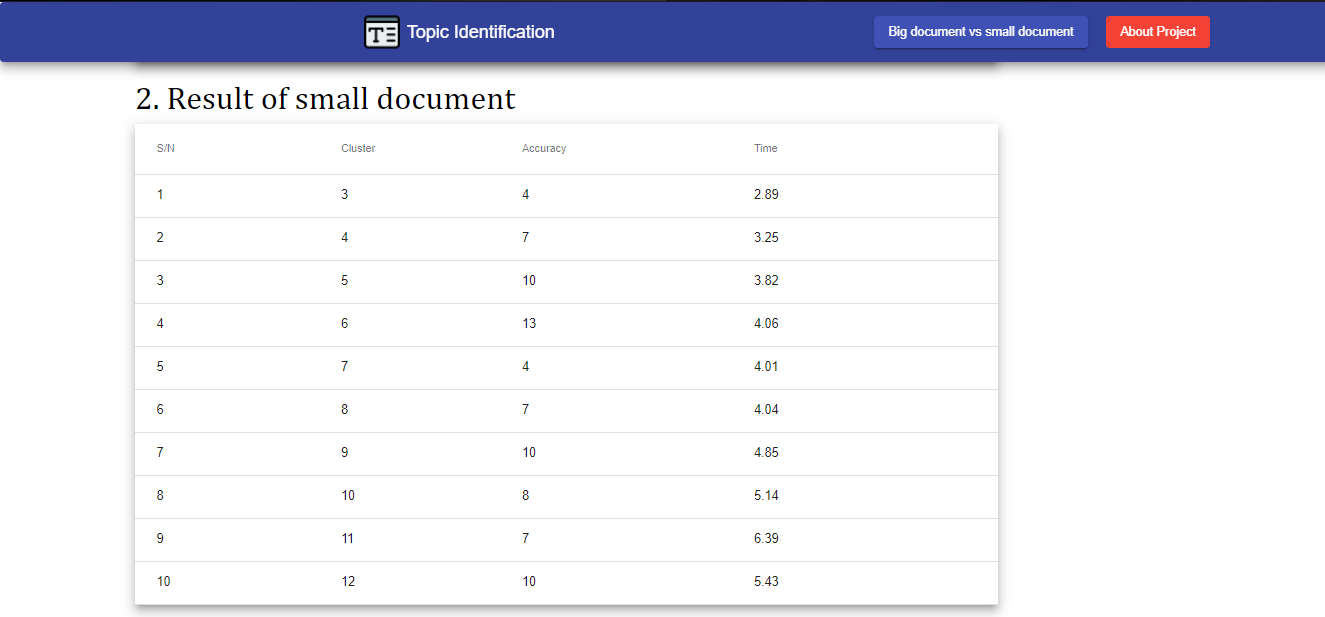 Topic Identification Big document vs small document About Project
2. Result of small document
S/N Cluster Accuracy Time
1 3 4 2.89
2 4 7 3.25
3 5 10 3.82
4 6 13 4.06
5 7 4 4.01
6 8 7 4.04
7 9 10 4.85
8 10 8 5.14
9 11 7 6.39
10 12 10 5.43